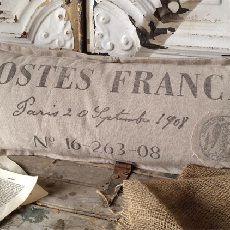 OSTES FRANC
Paris 20 Septembre 1908
Nº 16-263-08